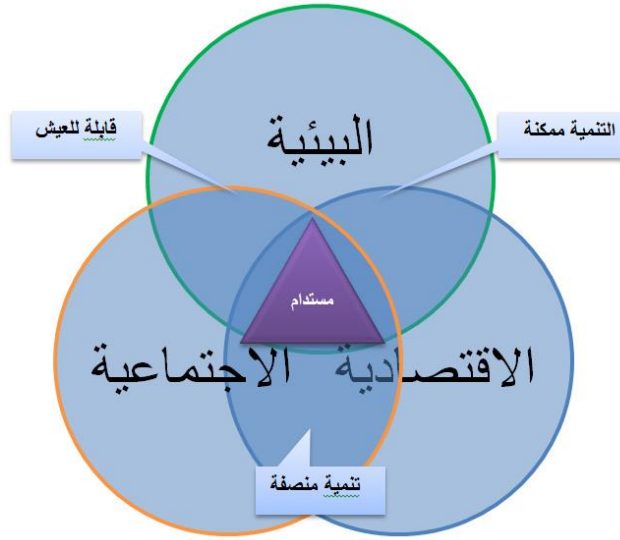 البيئية
التنمية ممكنة
قابلة للعيش
مستدام
الاقتصادية
الاجتماعية
تنمية منصفة